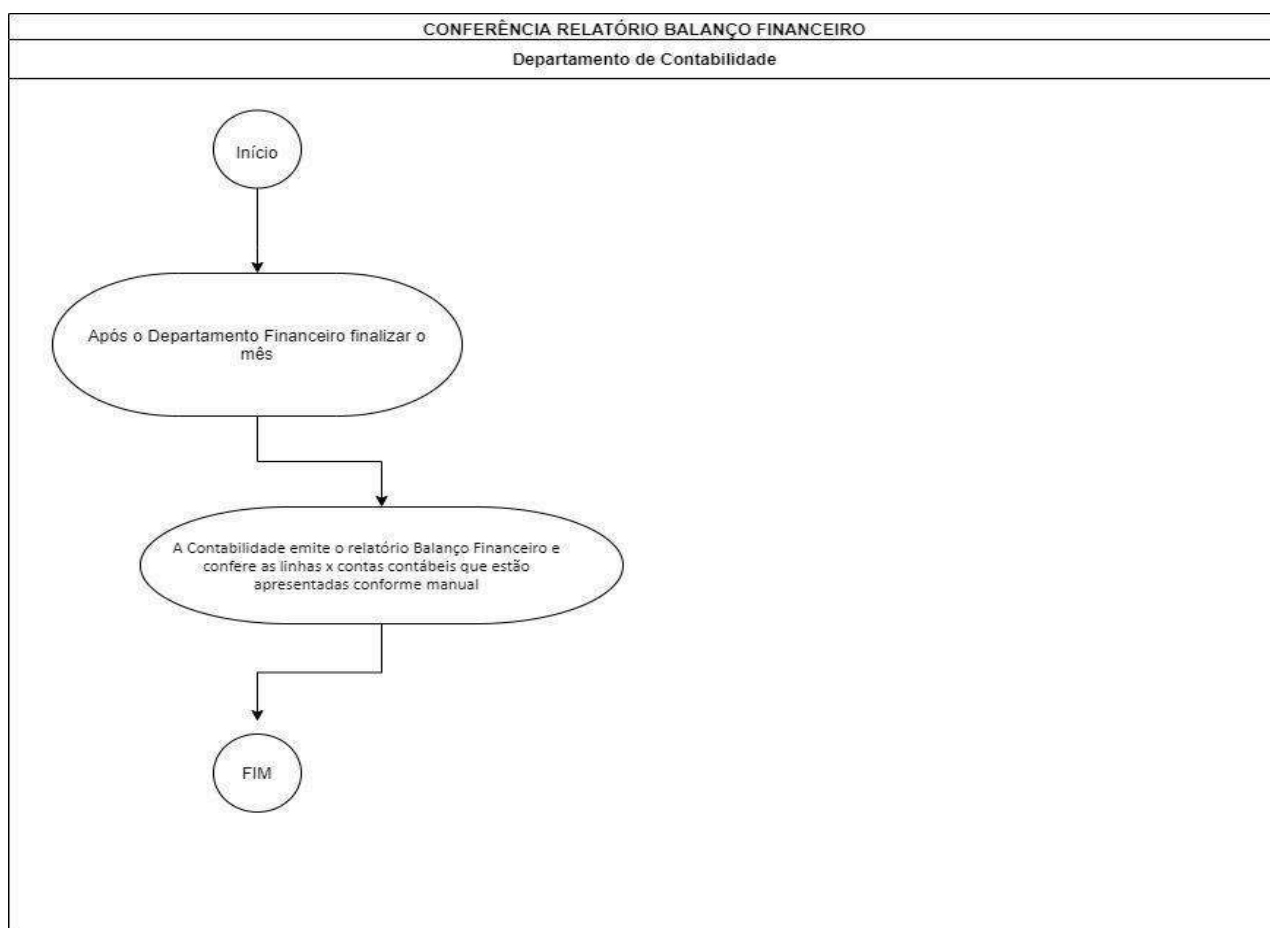 CONFERÊNCIA RELATÓRIO BALANÇO FINANCEIRO
Departamento de Contabilidade
Início
Após o Departamento Financeiro finalizar o
mês
A Contabilidade emite o relatório Balanço Financeiro e
confere as linhas x contas contábeis que estão
apresentadas conforme manual
FIM